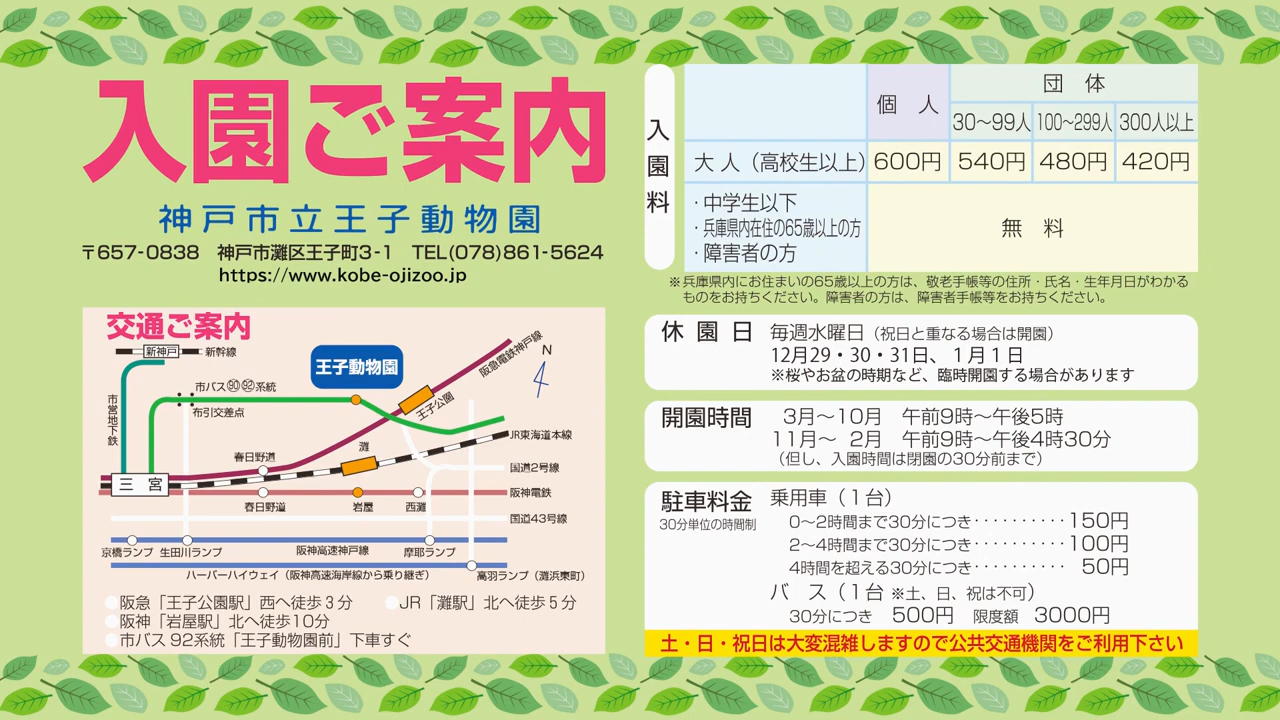 入園ご案内
神戸市立王子動物園
〒657-0838　神戸市灘区王子町3-1　TEL(078)861-5624
https://www.kobe-ojizoo.jp
交通ご案内
新神戸
新幹線
王子動物園
阪急電鉄神戸線
N
市バス90 92系統
布引交差点
市営地下鉄
王子公園
灘
JR東海道本線
春日野道
三宮
国道2号線
阪神電鉄
春日野道
岩屋
西灘
国道43号線
京橋ランプ
生田川ランプ
阪神高速神戸線
摩耶ランプ
ハーバーハイウェイ（阪神高速海岸線から乗り継ぎ）
高羽ランプ（灘浜東町）
●阪急「王子公園駅」西へ徒歩3分　●JR「灘駅」北へ徒歩5分
●阪神「岩屋駅」北へ徒歩10分
●市バス 92系統「王子動物園前」下車すぐ
入園料
個人
団体
30～99人　100～299人　300人以上
大人（高校生以上）　600円　540円　480円　420円
・中学生以下
・兵庫県内在住の65歳以上の方
・障害者の方
無料
※兵庫県内にお住まいの65歳以上の方は、敬老手帳等の住所・氏名・生年月日がわかる
ものをお持ちください。障害者の方は、障害者手帳等をお持ちください。
休園日　毎週水曜日（祝日と重なる場合は開園）
12月29・30・31日、1月1日
※桜やお盆の時期など、臨時開園する場合があります
開園時間　3月～10月　午前9時～午後5時
11月～ 2月　午前9時～午後4時30分
（但し、入園時間は閉園の30分前まで）
駐車料金　乗用車（1台）
30分単位の時間制
0～2時間まで30分につき‥‥‥‥‥150円
2～4時間まで30分につき‥‥‥‥‥100円
4時間を超える30分につき‥‥‥‥‥50円
バス（1台 ※土、日、祝は不可）
30分につき　500円　限度額　3000円
土・日・祝日は大変混雑しますので公共交通機関をご利用下さい